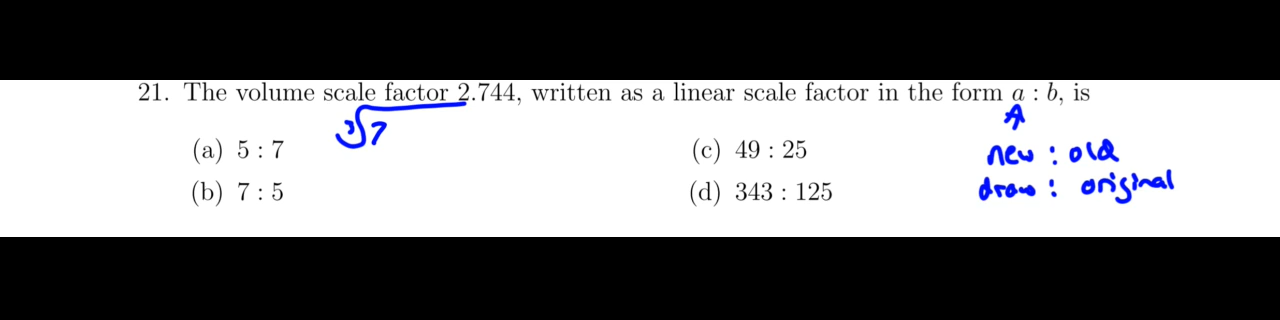 21. The volume scale factor 2.744, written as a linear scale factor in the form a : b, is
∛7
(a) 5 : 7
(c) 49 : 25
new : old
(b) 7 : 5
(d) 343 : 125
draw : original